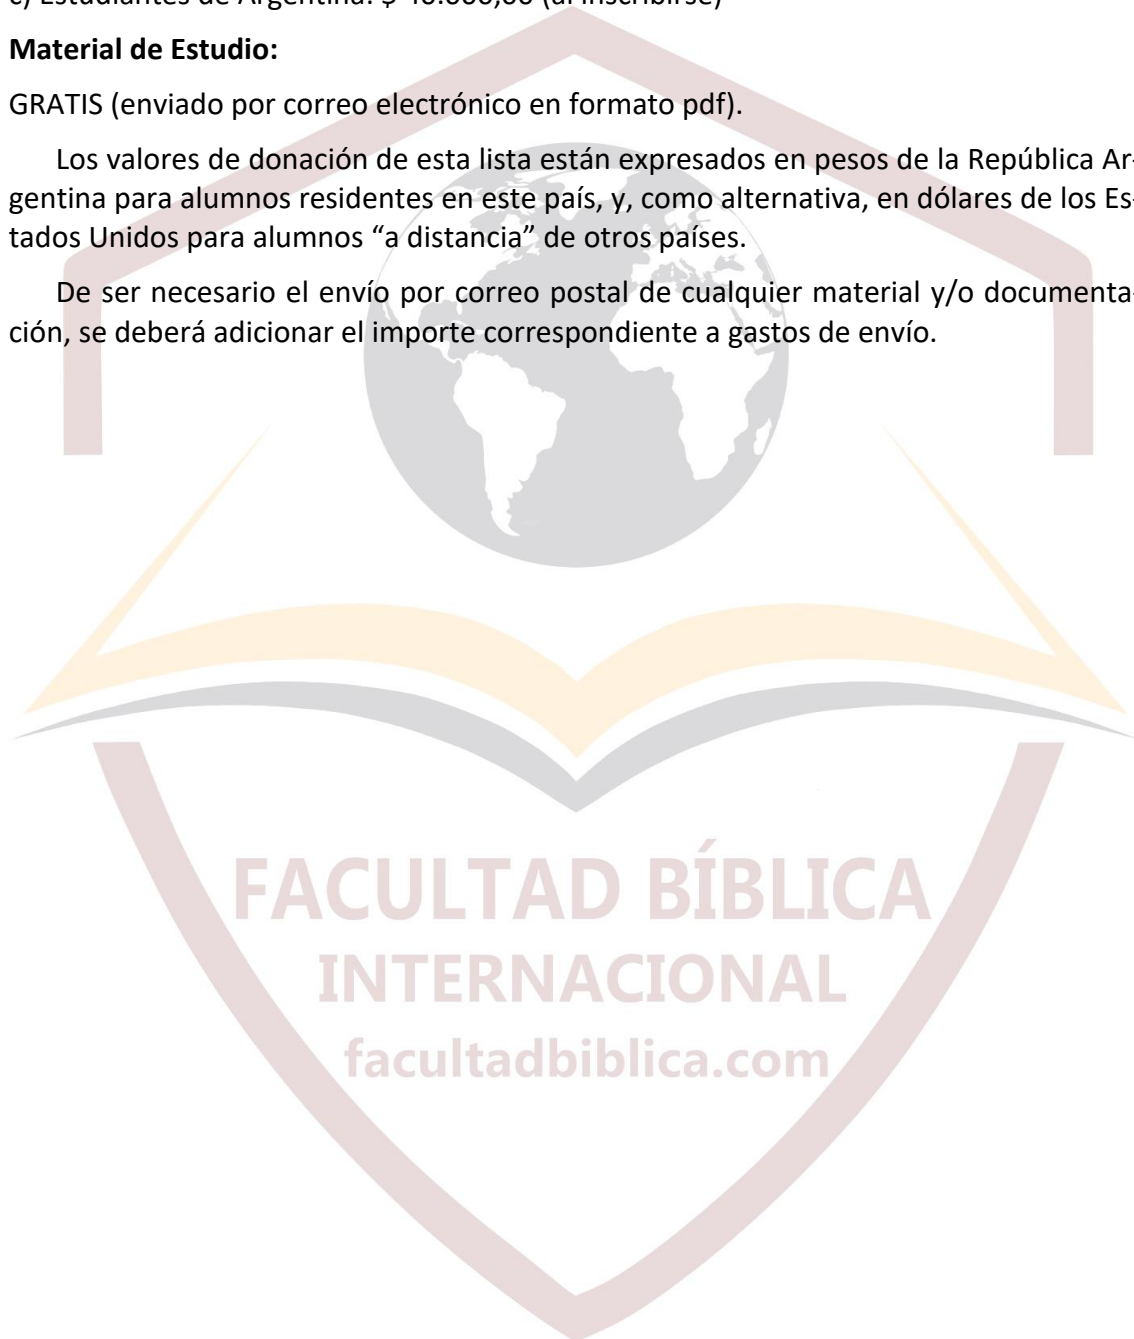 c) Estudiantes de Argentina: $ 40.000,00 (al inscribirse)
Material de Estudio:
GRATIS (enviado por correo electrónico en formato pdf).
Los valores de donación de esta lista están expresados en pesos de la República Ar-
gentina para alumnos residentes en este país, y, como alternativa, en dólares de los Es-
tados Unidos para alumnos “a distancia” de otros países.
De ser necesario el envío por correo postal de cualquier material y/o documenta-
ción, se deberá adicionar el importe correspondiente a gastos de envío.
FACULTAD BÍBLICA
INTERNACIONAL
facultadbiblica.com